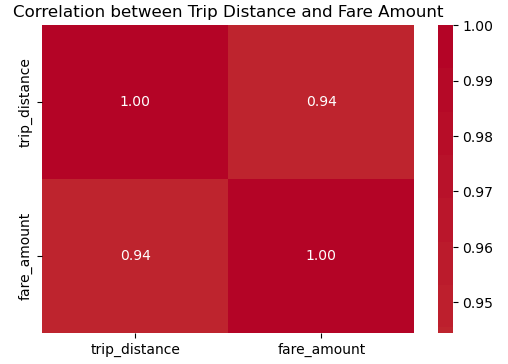 Correlation between Trip Distance and Fare Amount
trip_distance
fare_amount
1.00
0.94
0.94
1.00
trip_distance
fare_amount
1.00
0.99
0.98
0.97
0.96
0.95